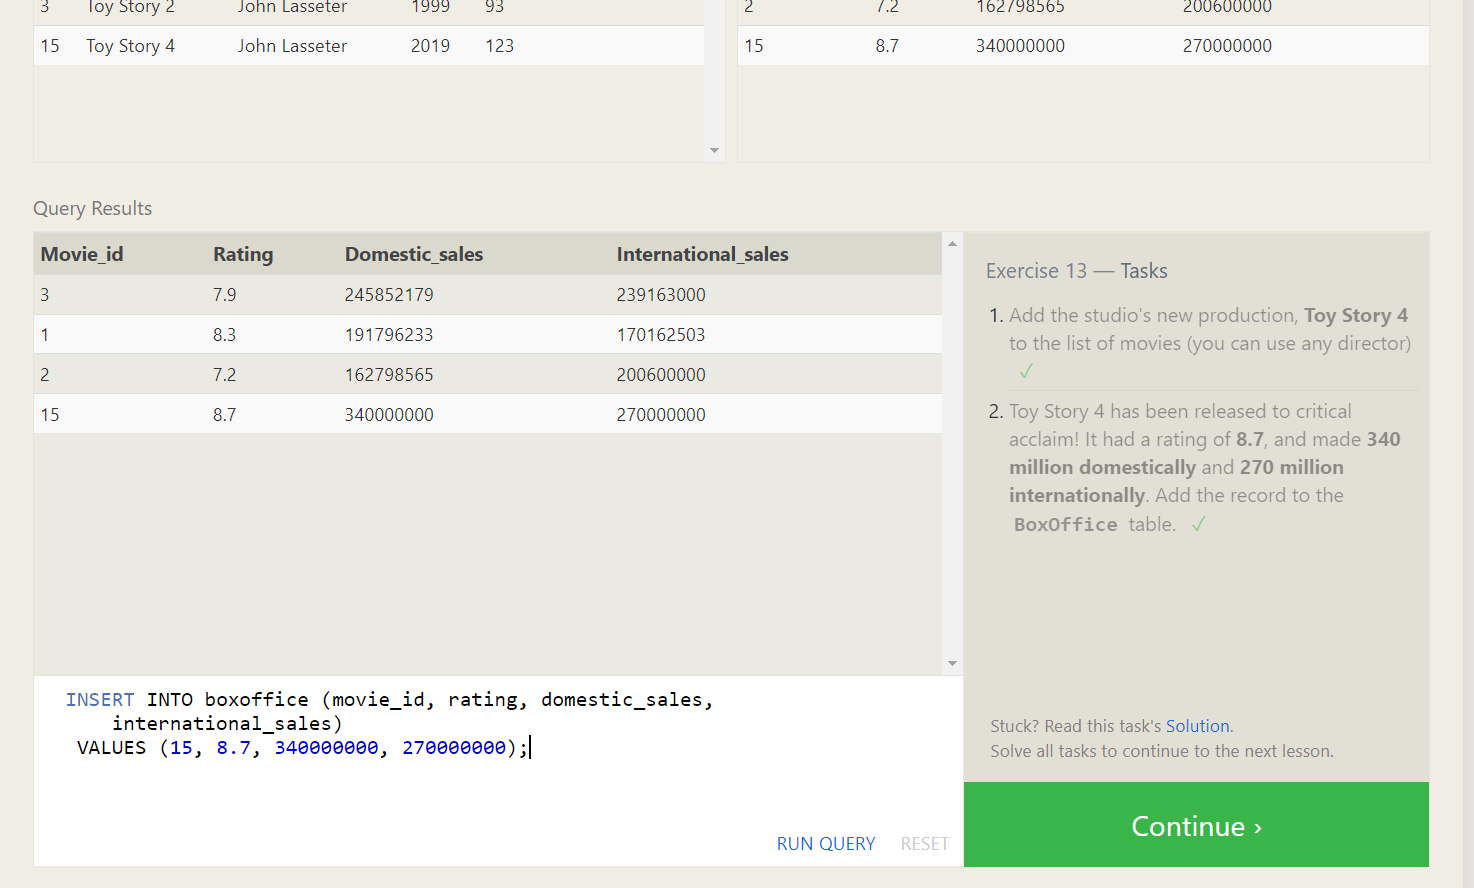 3 Toy Story 2 John Lasseter 1999 93
15 Toy Story 4 John Lasseter 2019 123
2 7.2 162798565 200600000
15 8.7 340000000 270000000
Query Results
Movie_id Rating Domestic_sales International_sales
3 7.9 245852179 239163000
1 8.3 191796233 170162503
2 7.2 162798565 200600000
15 8.7 340000000 270000000
INSERT INTO boxoffice (movie_id, rating, domestic_sales,
international_sales)
VALUES (15, 8.7, 340000000, 270000000);
RUN QUERY RESET
Exercise 13 — Tasks
1. Add the studio's new production, Toy Story 4
to the list of movies (you can use any director)
✓
2. Toy Story 4 has been released to critical
acclaim! It had a rating of 8.7, and made 340
million domestically and 270 million
internationally. Add the record to the
BoxOffice table. ✓
Stuck? Read this task's Solution.
Solve all tasks to continue to the next lesson.
Continue ›